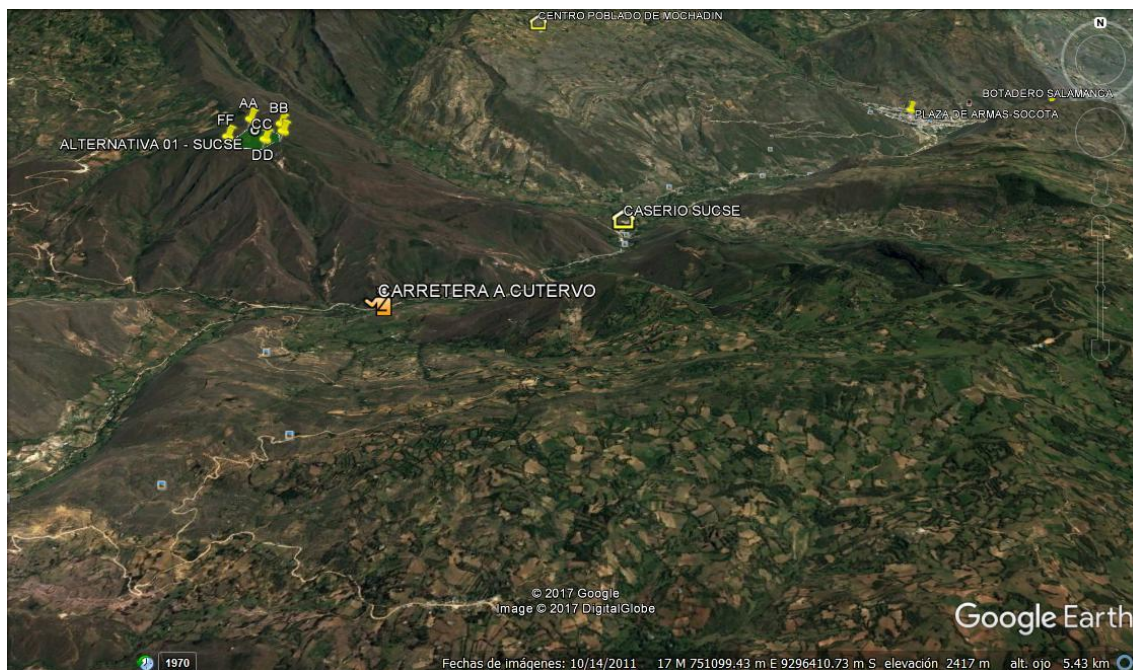 CENTRO POBLADO DE MOCHADIN
N
BOTADERO SALAMANCA
AA
BB
FF
CC
PLAZA DE ARMAS-SOCOTA
ALTERNATIVA 01 - SUCSE
DD
CASERIO SUCSE
CARRETERA A CUTERVO
© 2017 Google
Image © 2017 DigitalGlobe
Google Earth
1970
Fechas de imágenes: 10/14/2011 17 M 751099.43 m E 9296410.73 m S elevación 2417 m alt. ojo 5.43 km